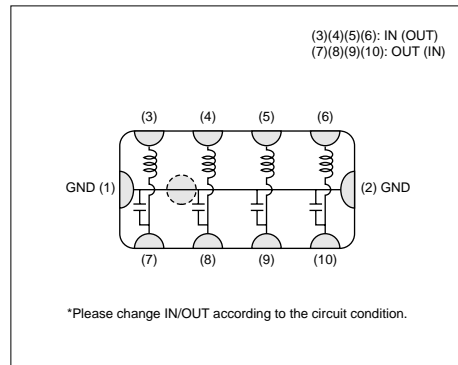 (3)(4)(5)(6): IN (OUT)
(7)(8)(9)(10): OUT (IN)
(3) (4) (5) (6)
GND (1) (2) GND
(7) (8) (9) (10)
*Please change IN/OUT according to the circuit condition.